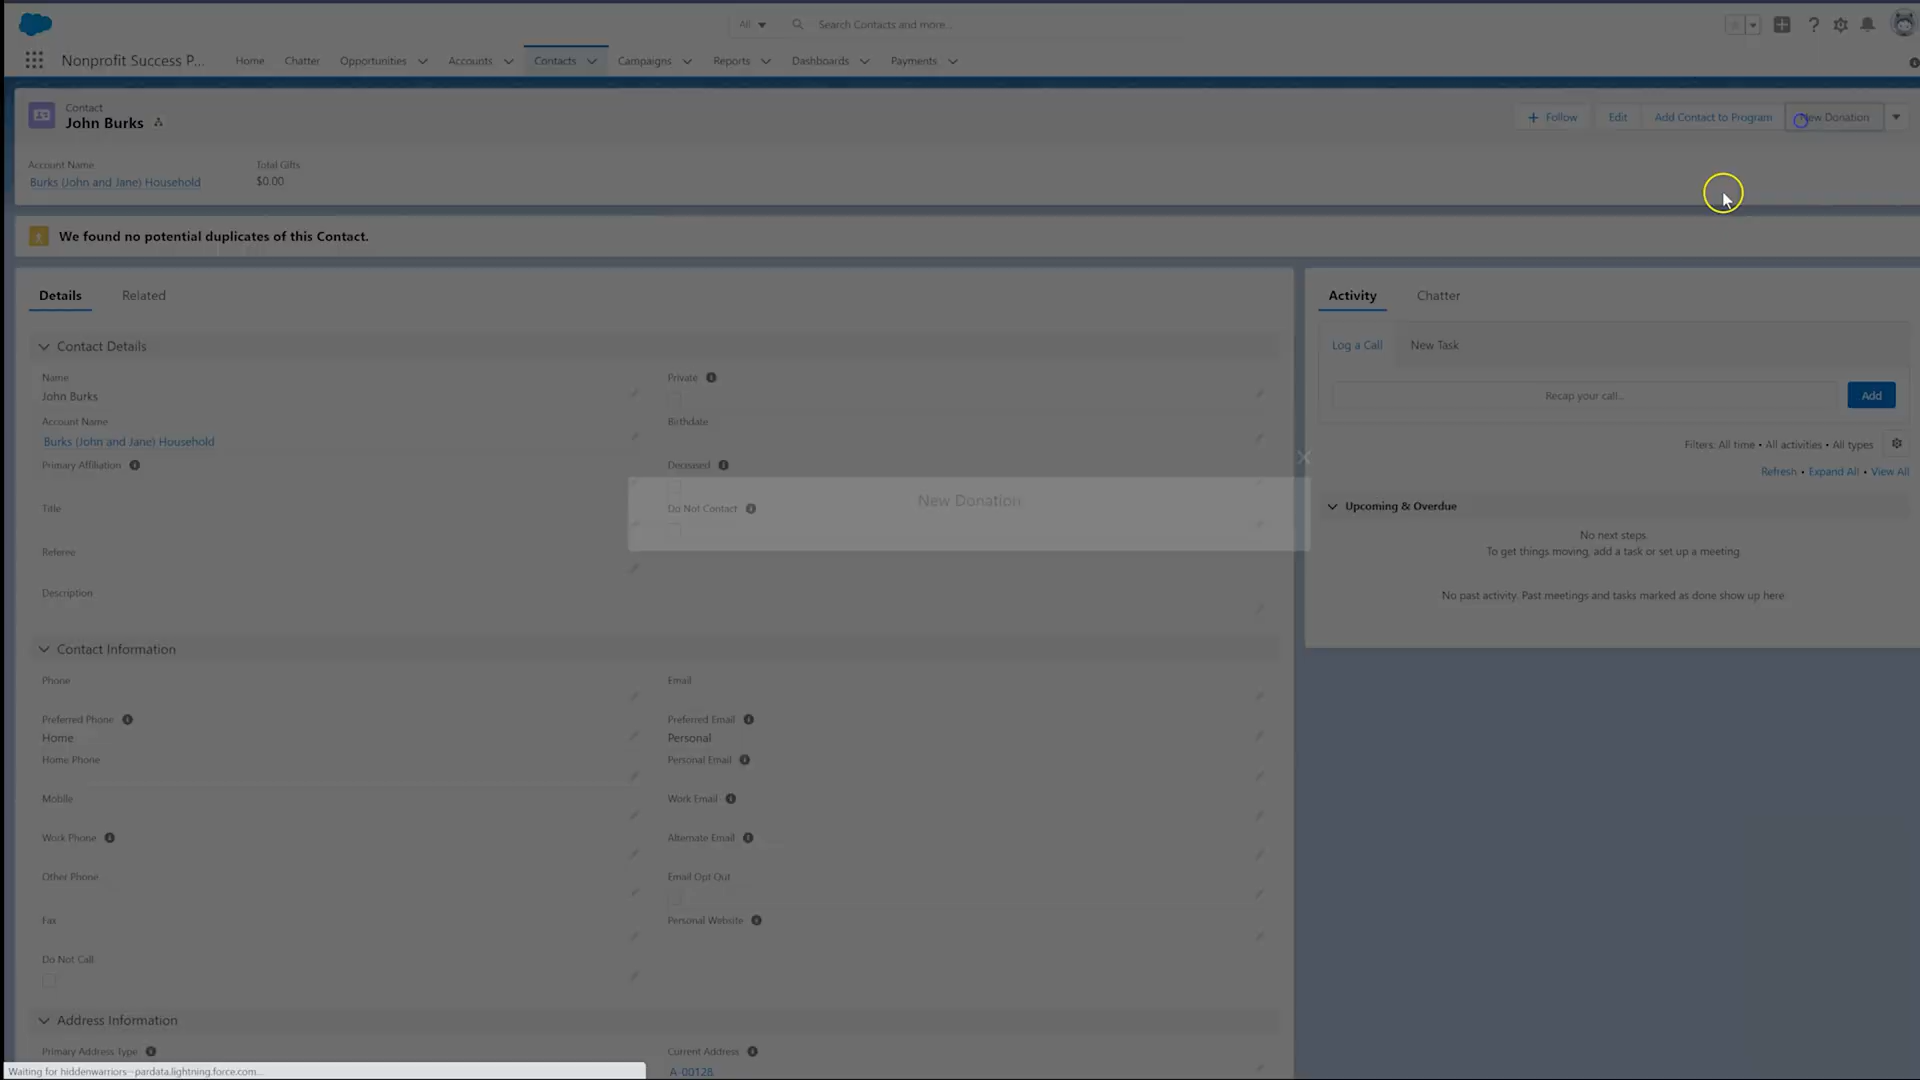 All
Search Contacts and more...
Nonprofit Success P...
Home
Chatter
Opportunities
Accounts
Contacts
Campaigns
Reports
Dashboards
Payments
Contact
John Burks
Follow
Edit
Add Contact to Program
New Donation
Account Name
Total Gifts
Burks (John and Jane) Household
$0.00
We found no potential duplicates of this Contact.
Details
Related
Activity
Chatter
Contact Details
Log a Call
New Task
Name
Private
John Burks
Recap your call...
Add
Account Name
Birthdate
Burks (John and Jane) Household
Filters: All time • All activities • All types
Primary Affiliation
Deceased
Refresh • Expand All • View All
New Donation
Title
Do Not Contact
Upcoming & Overdue
No next steps.
To get things moving, add a task or set up a meeting.
Referee
Description
No past activity. Past meetings and tasks marked as done show up here.
Contact Information
Phone
Email
Preferred Phone
Preferred Email
Home
Personal
Home Phone
Personal Email
Mobile
Work Email
Work Phone
Alternate Email
Other Phone
Email Opt Out
Fax
Personal Website
Do Not Call
Address Information
Primary Address Type
Current Address
A-00128
Waiting for hiddenwarriors--pardata.lightning.force.com...